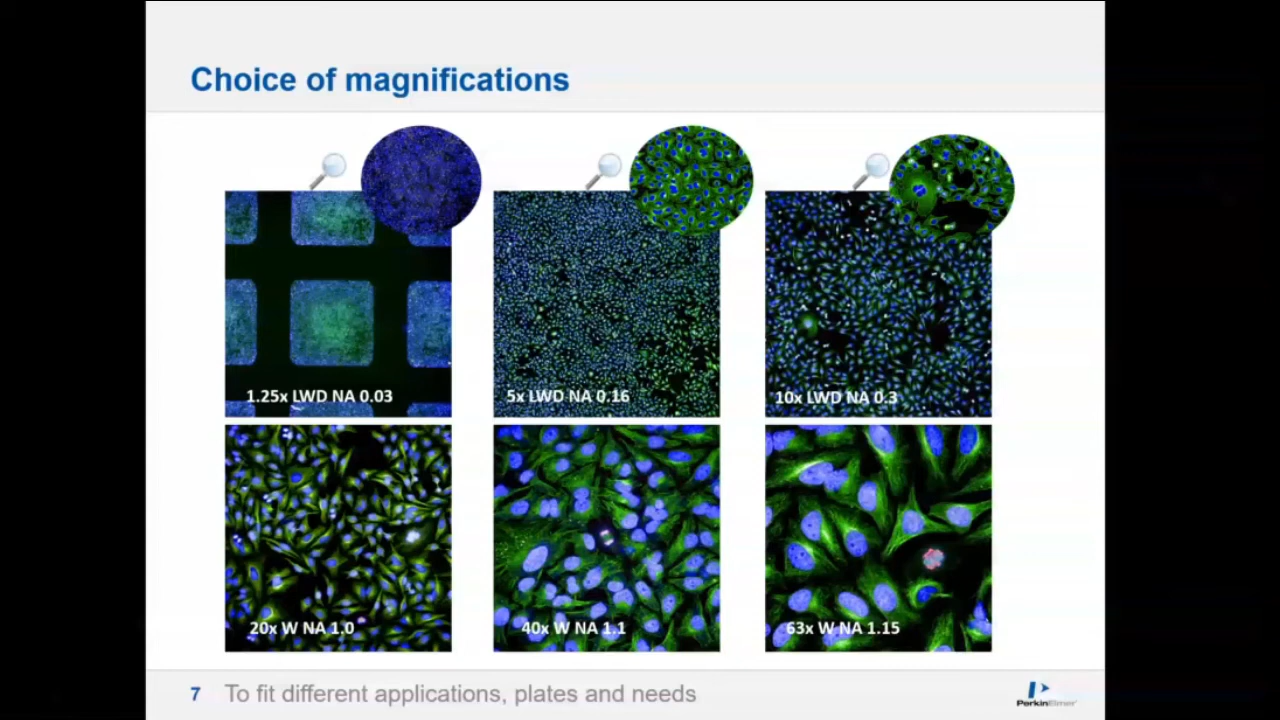 Choice of magnifications
1.25x LWD NA 0.03
5x LWD NA 0.16
10x LWD NA 0.3
20x W NA 1.0
40x W NA 1.1
63x W NA 1.15
7 To fit different applications, plates and needs
PerkinElmer